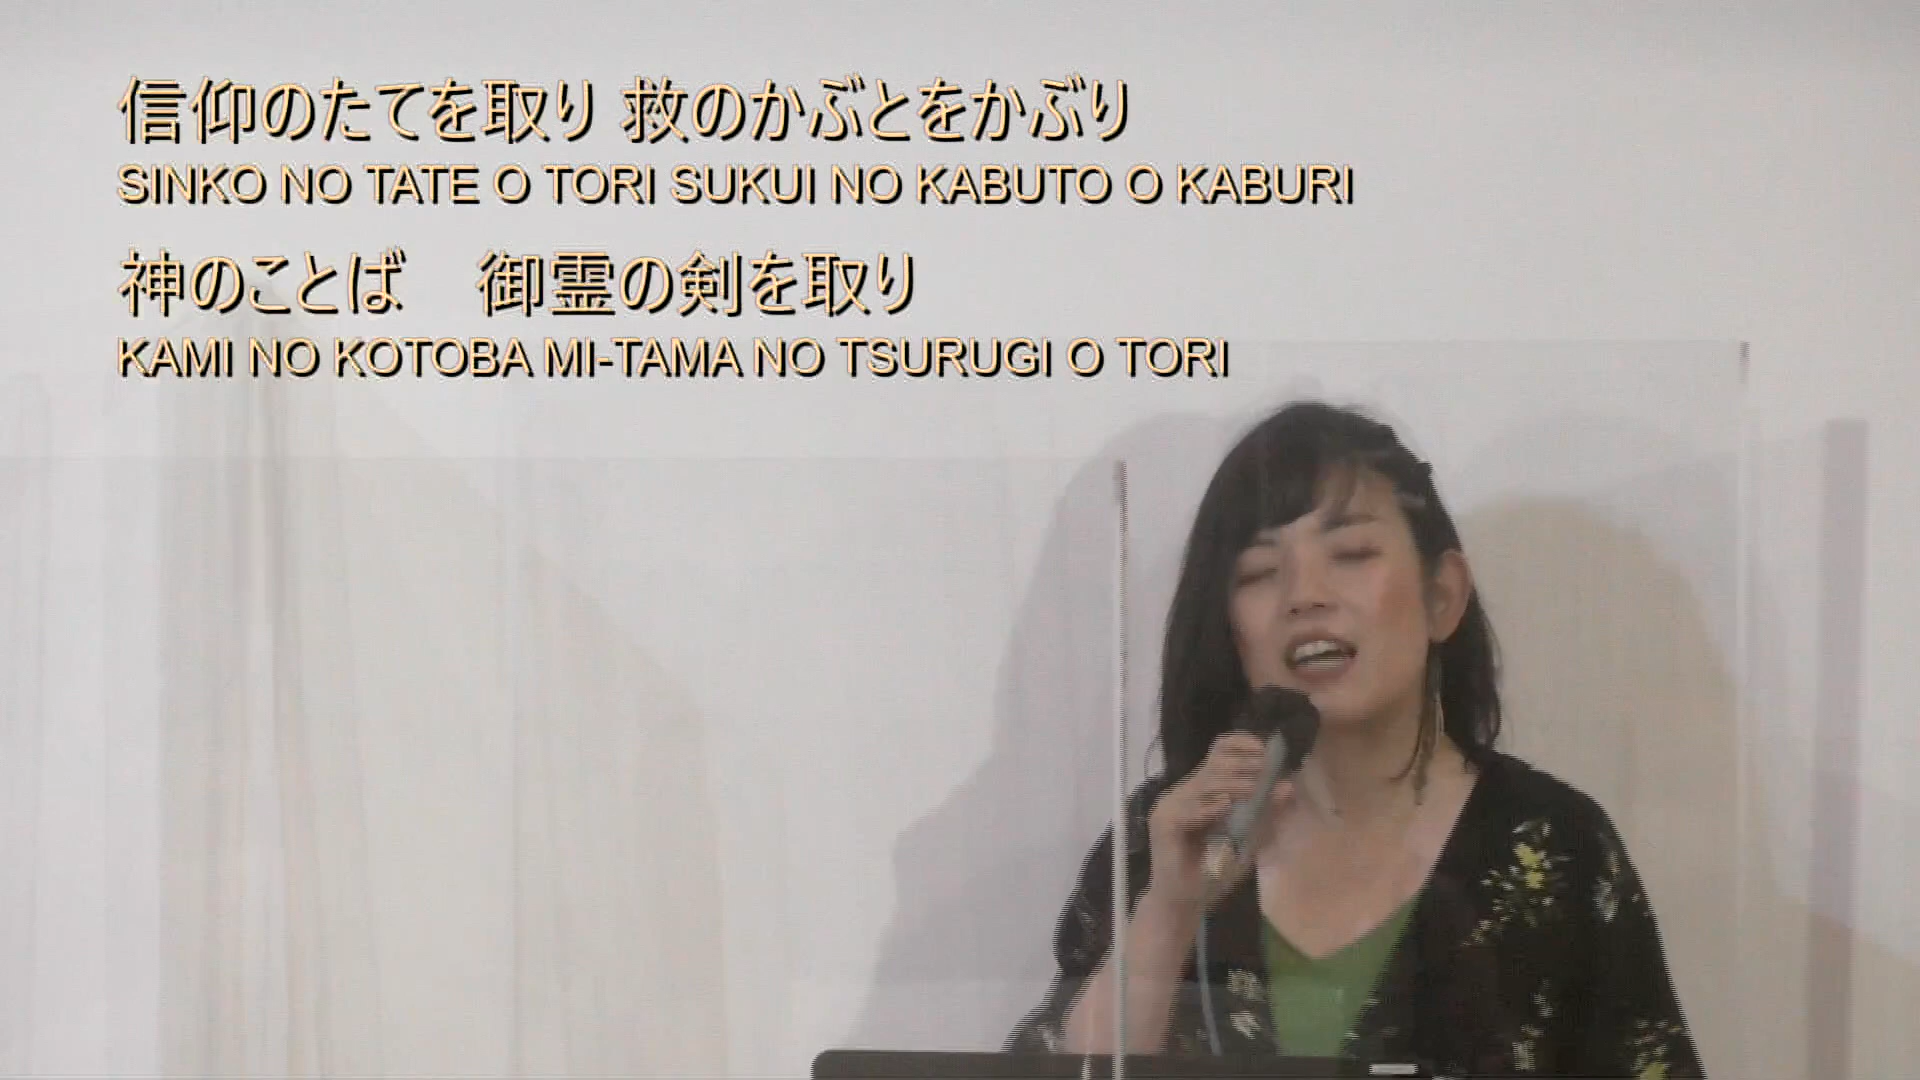 信仰のたてを取り 救のかぶとをかぶり
SINKO NO TATE O TORI SUKUI NO KABUTO O KABURI
神のことば　御霊の剣を取り
KAMI NO KOTOBA MI-TAMA NO TSURUGI O TORI